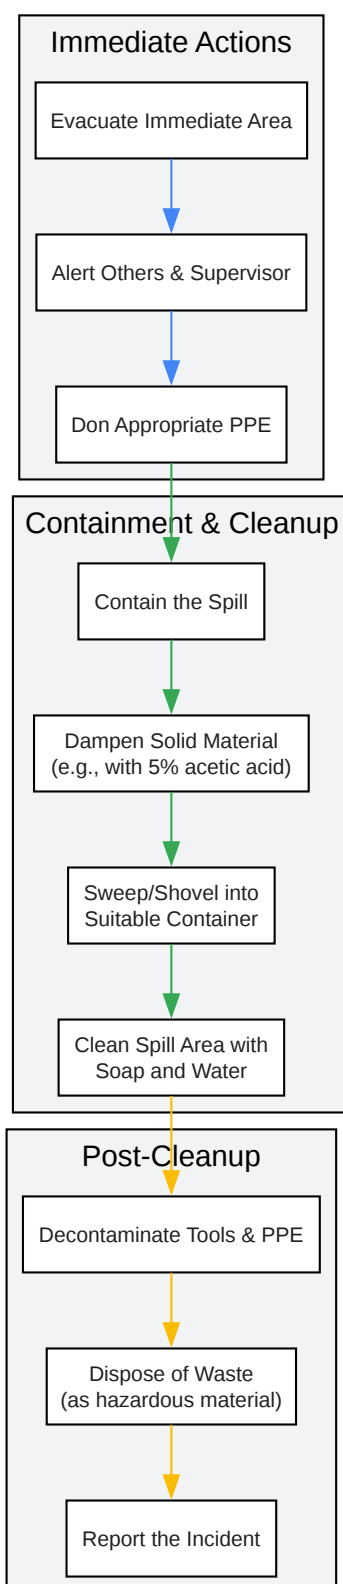 Immediate Actions
Evacuate Immediate Area
Alert Others & Supervisor
Don Appropriate PPE
Containment & Cleanup
Contain the Spill
Dampen Solid Material
(e.g., with 5% acetic acid)
Sweep/Shovel into
Suitable Container
Clean Spill Area with
Soap and Water
Post-Cleanup
Decontaminate Tools & PPE
Dispose of Waste
(as hazardous material)
Report the Incident